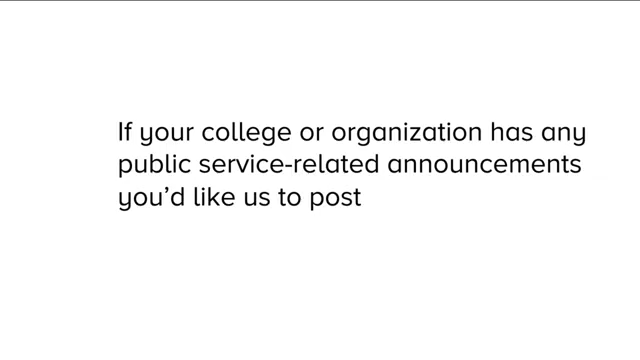 If your college or organization has any
public service-related announcements
you’d like us to post